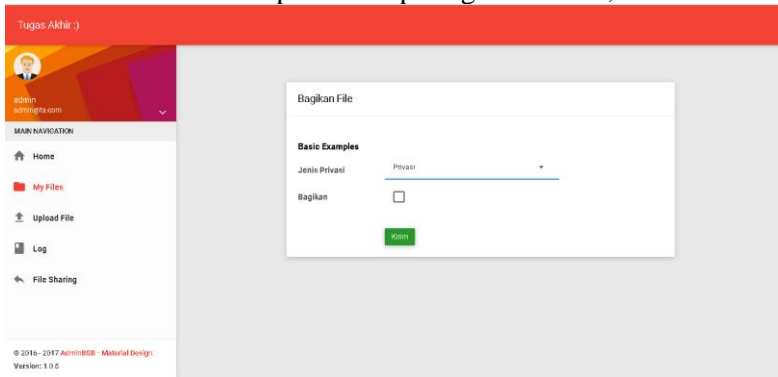 Tugas Akhir :)
admin
admin@ta.com
MAIN NAVIGATION
Home
My Files
Upload File
Log
File Sharing
© 2016 - 2017 AdminBSB - Material Design.
Version: 1.0.5
Bagikan File
Basic Examples
Jenis Privasi
Privasi
Bagikan
Kirim